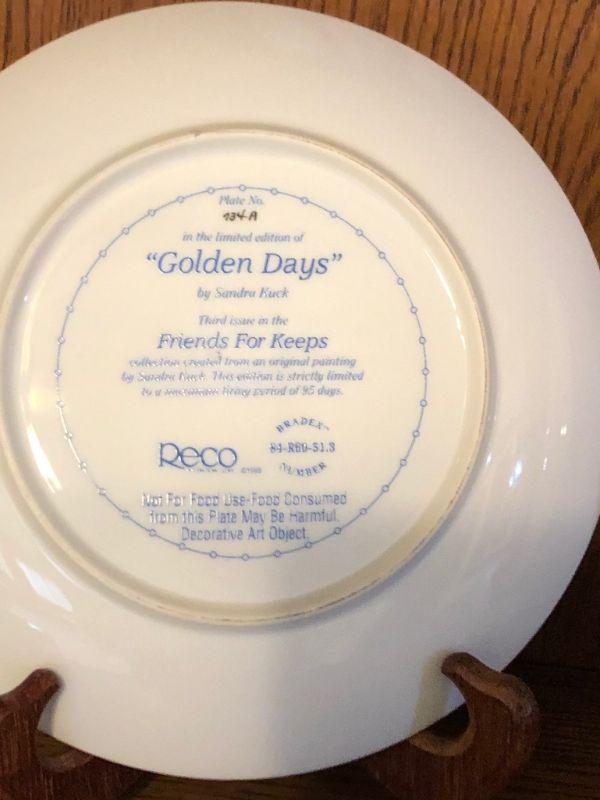 Plate No.
134-A
in the limited edition of
"Golden Days"
by Sandra Kuck
Third issue in the
Friends For Keeps
collection created from an original painting
by Sandra Kuck. This edition is strictly limited
to a maximum firing period of 95 days.
BRADEX™
84-R60-51.3
NUMBER
Reco
Not For Food Use-Food Consumed
from this Plate May Be Harmful.
Decorative Art Object.